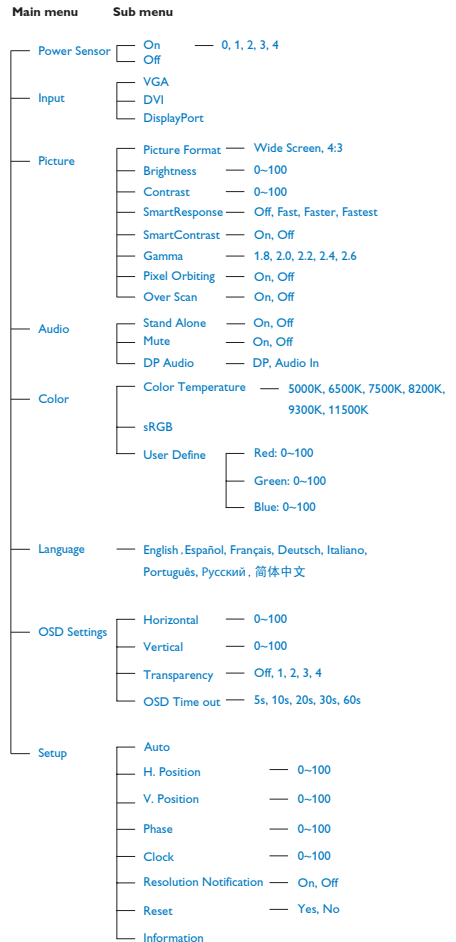 Main menu Sub menu
Power Sensor On 0, 1, 2, 3, 4
Off
Input VGA
DVI
DisplayPort
Picture Picture Format Wide Screen, 4:3
Brightness 0~100
Contrast 0~100
SmartResponse Off, Fast, Faster, Fastest
SmartContrast On, Off
Gamma 1.8, 2.0, 2.2, 2.4, 2.6
Pixel Orbiting On, Off
Over Scan On, Off
Audio Stand Alone On, Off
Mute On, Off
DP Audio DP, Audio In
Color Color Temperature 5000K, 6500K, 7500K, 8200K,
9300K, 11500K
sRGB
User Define Red: 0~100
Green: 0~100
Blue: 0~100
Language English , Español, Français, Deutsch, Italiano,
Português, Русский , 简体中文
OSD Settings Horizontal 0~100
Vertical 0~100
Transparency Off, 1, 2, 3, 4
OSD Time out 5s, 10s, 20s, 30s, 60s
Setup Auto
H. Position 0~100
V. Position 0~100
Phase 0~100
Clock 0~100
Resolution Notification On, Off
Reset Yes, No
Information